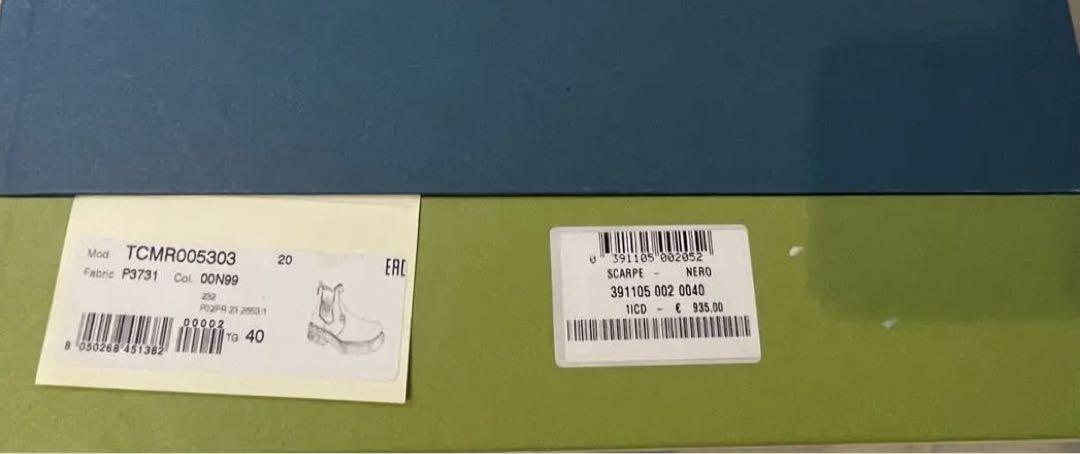 Mod TCMR005303 20
EAC
Fabric P3731 Col. 00N99
232
00002
8 050268 451382
TG 40
0 391105 002052
SCARPE - NERO
391105 002 0040
1ICD - € 935,00